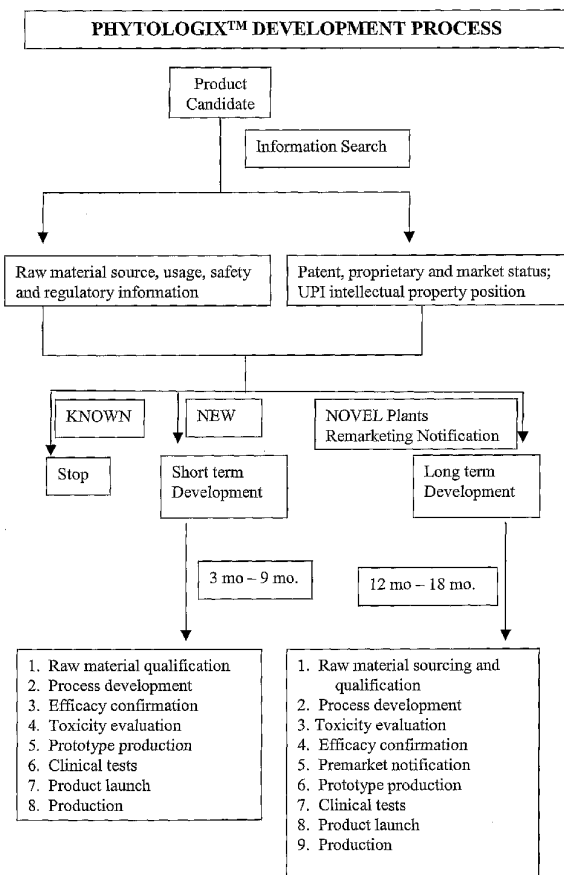 PHYTOLOGIX™ DEVELOPMENT PROCESS
Product
Candidate
Information Search
Raw material source, usage, safety
and regulatory information
Patent, proprietary and market status;
UPI intellectual property position
KNOWN
NEW
NOVEL Plants
Remarketing Notification
Stop
Short term
Development
Long term
Development
3 mo – 9 mo.
12 mo – 18 mo.
1. Raw material qualification
2. Process development
3. Efficacy confirmation
4. Toxicity evaluation
5. Prototype production
6. Clinical tests
7. Product launch
8. Production
1. Raw material sourcing and
qualification
2. Process development
3. Toxicity evaluation
4. Efficacy confirmation
5. Premarket notification
6. Prototype production
7. Clinical tests
8. Product launch
9. Production